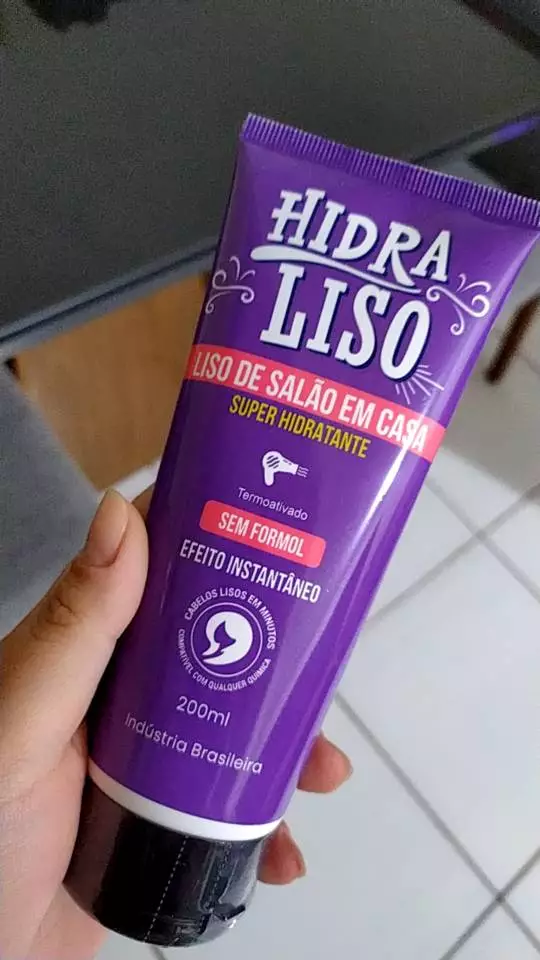 HIDRA
LISO
LISO DE SALÃO EM CASA
SUPER HIDRATANTE
Termoativado
SEM FORMOL
EFEITO INSTANTÂNEO
CABELOS LISOS EM MINUTOS
COMPATÍVEL COM QUALQUER QUÍMICA
200ml
Indústria Brasileira